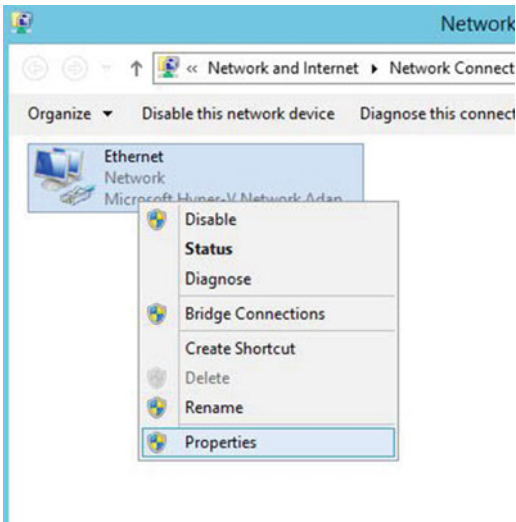 Network
« Network and Internet ▸ Network Connect
Organize ▾ Disable this network device Diagnose this connect
Ethernet
Network
Microsoft Hyper-V Network Adap
Disable
Status
Diagnose
Bridge Connections
Create Shortcut
Delete
Rename
Properties